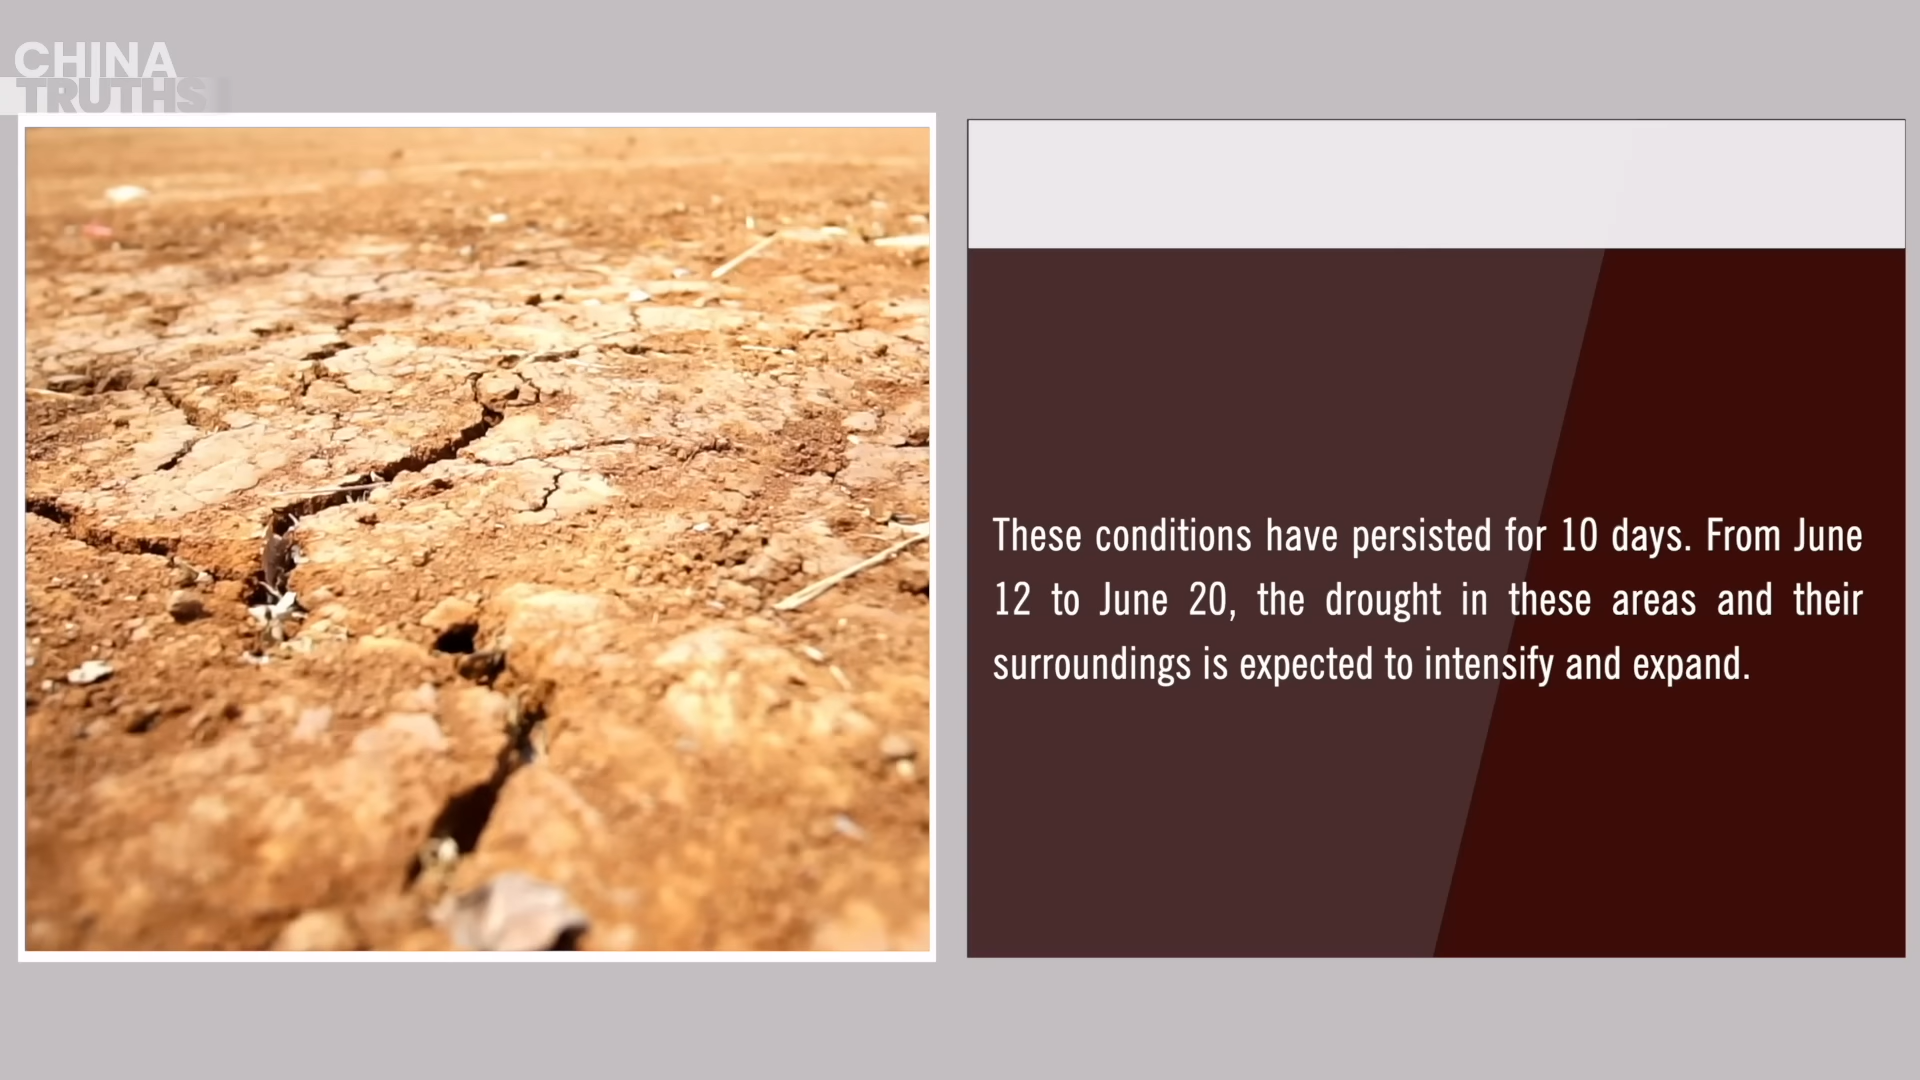 CHINA
TRUTHS
These conditions have persisted for 10 days. From June
12 to June 20, the drought in these areas and their
surroundings is expected to intensify and expand.